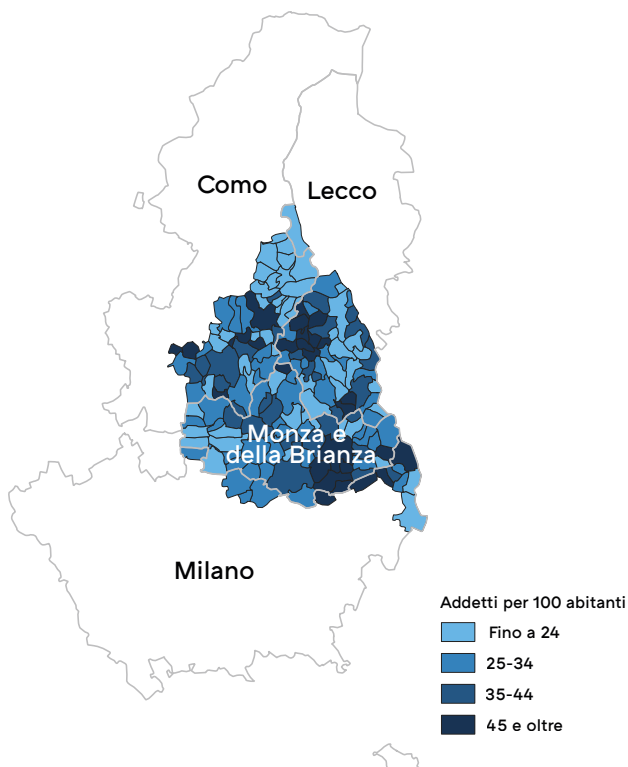 Como
Lecco
Monza e
della Brianza
Milano
Addetti per 100 abitanti
Fino a 24
25-34
35-44
45 e oltre